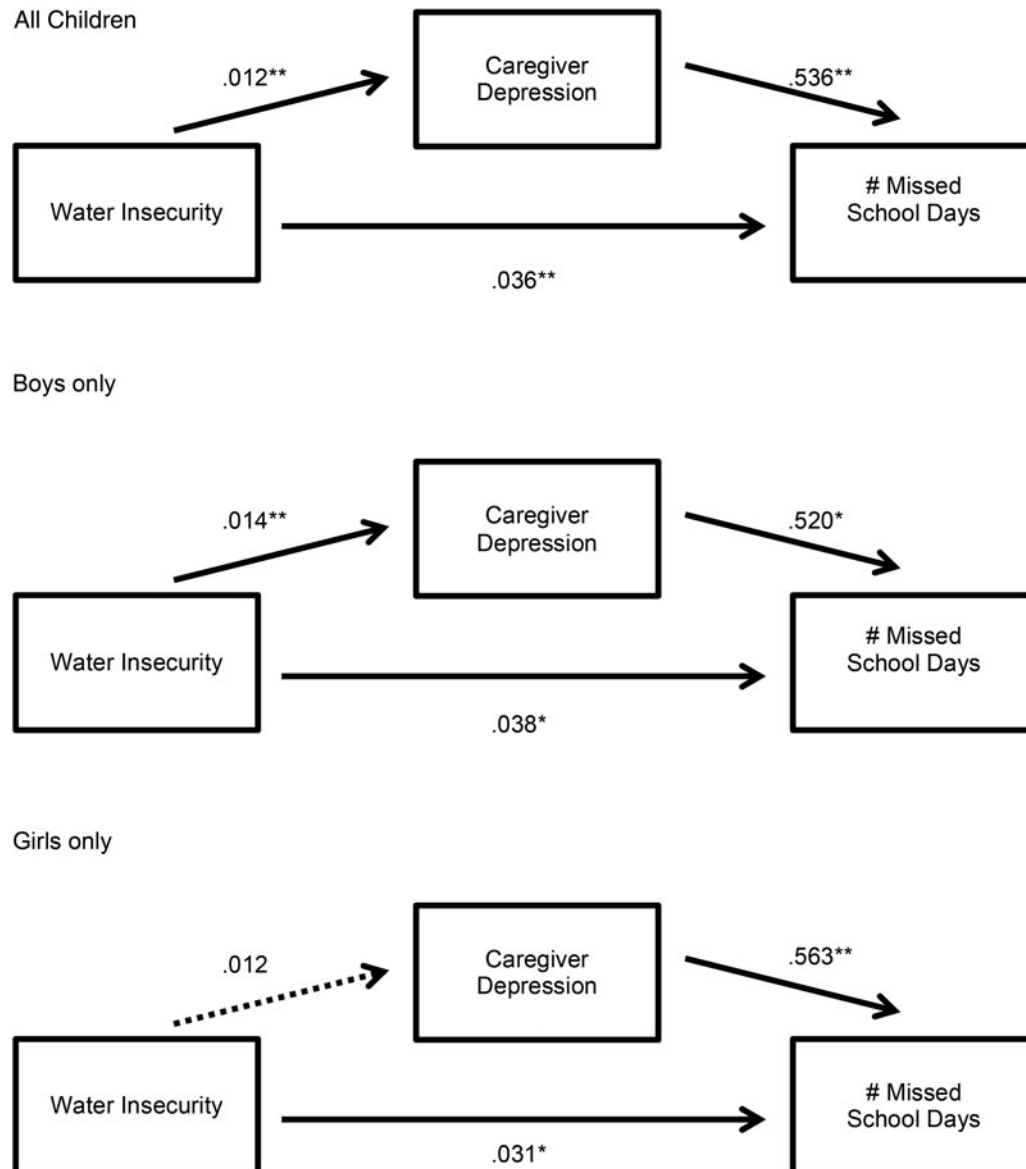 All Children
Caregiver
Depression
.012**
.536**
Water Insecurity
# Missed
School Days
.036**
Boys only
Caregiver
Depression
.014**
.520*
Water Insecurity
# Missed
School Days
.038*
Girls only
Caregiver
Depression
.012
.563**
Water Insecurity
# Missed
School Days
.031*